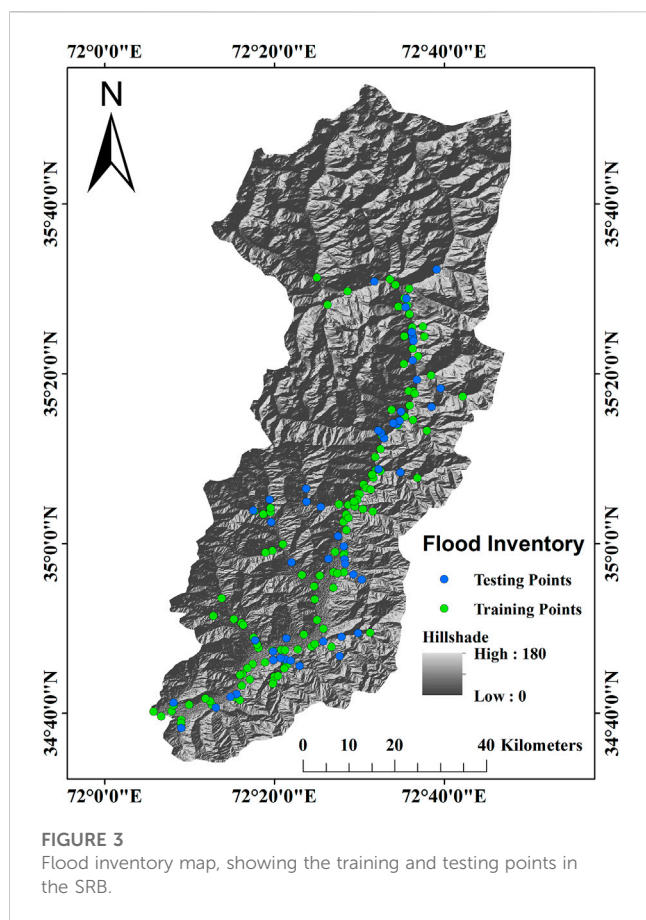 72°0'0"E 72°20'0"E 72°40'0"E
N
35°40'0"N 35°40'0"N
35°20'0"N 35°20'0"N
35°0'0"N 35°0'0"N
Flood Inventory
Testing Points
Training Points
Hillshade
High : 180
Low : 0
34°40'0"N 34°40'0"N
0 10 20 40 Kilometers
72°0'0"E 72°20'0"E 72°40'0"E
FIGURE 3
Flood inventory map, showing the training and testing points in
the SRB.